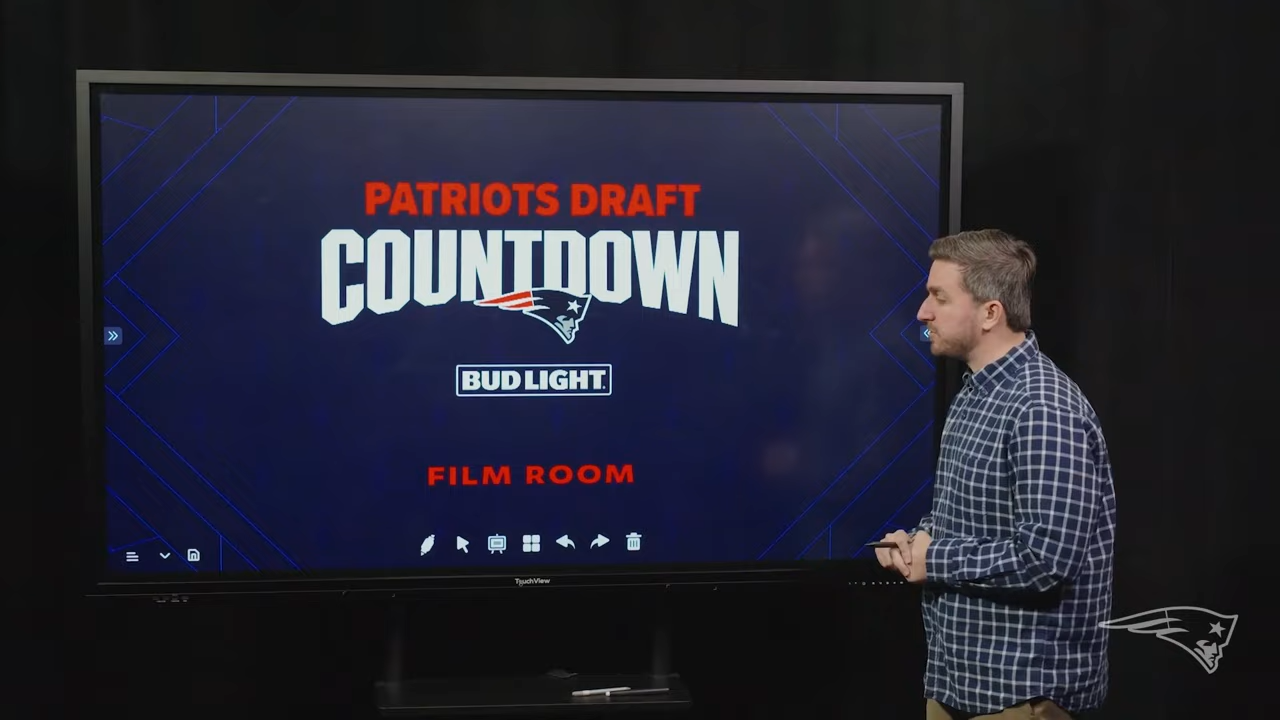 PATRIOTS DRAFT
COUNTDOWN
BUD LIGHT.
FILM ROOM
TouchView